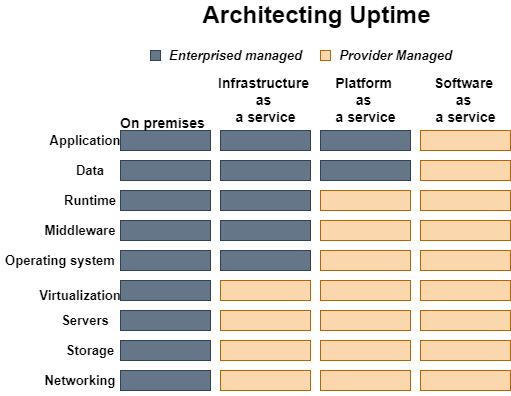 Architecting Uptime
Enterprised managed
Provider Managed
Infrastructure
as
a service
Platform
as
a service
Software
as
a service
On premises
Application
Data
Runtime
Middleware
Operating system
Virtualization
Servers
Storage
Networking